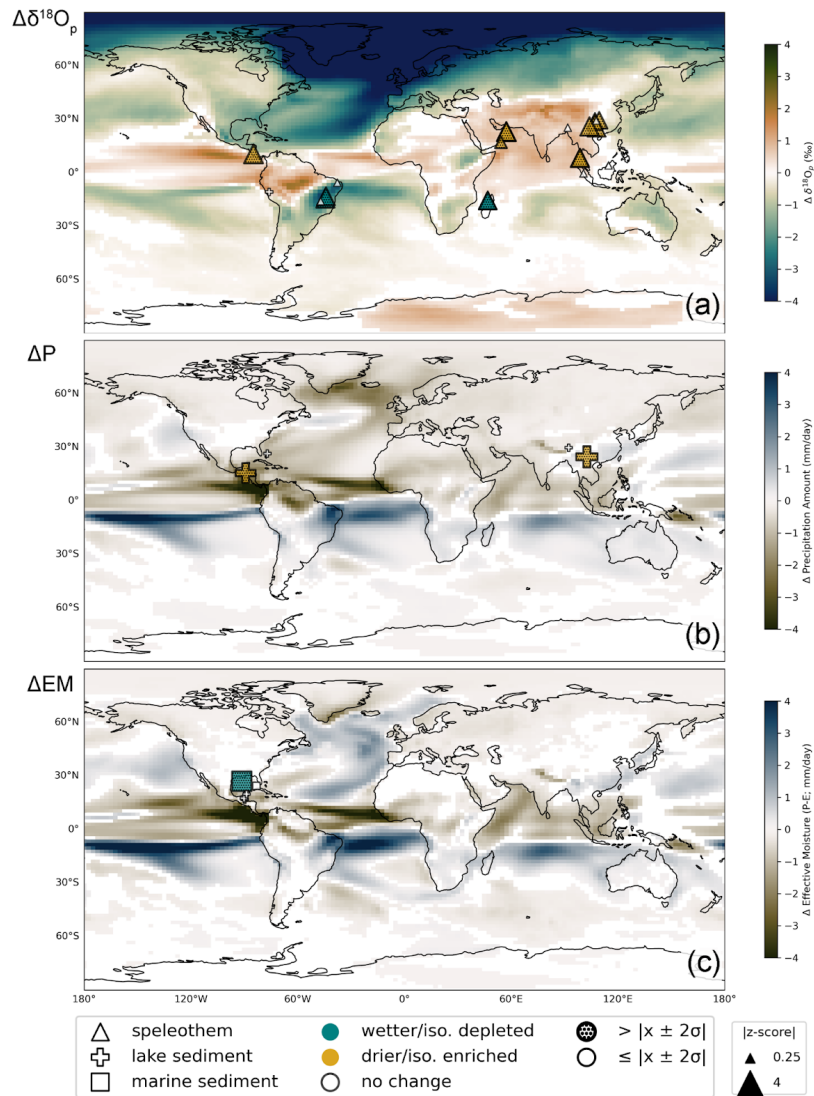 Δδ¹⁸Oₚ
60°N
30°N
0°
30°S
60°S
(a)
4
3
2
1
0
−1
−2
−3
−4
Δ δ¹⁸Oₚ (‰)
ΔP
60°N
30°N
0°
30°S
60°S
(b)
4
3
2
1
0
−1
−2
−3
−4
Δ Precipitation Amount (mm/day)
ΔEM
60°N
30°N
0°
30°S
60°S
(c)
4
3
2
1
0
−1
−2
−3
−4
Δ Effective Moisture (P-E; mm/day)
180° 120°W 60°W 0° 60°E 120°E 180°
speleothem wetter/iso. depleted > |x ± 2σ|
lake sediment drier/iso. enriched ≤ |x ± 2σ|
marine sediment no change
|z-score|
0.25
4